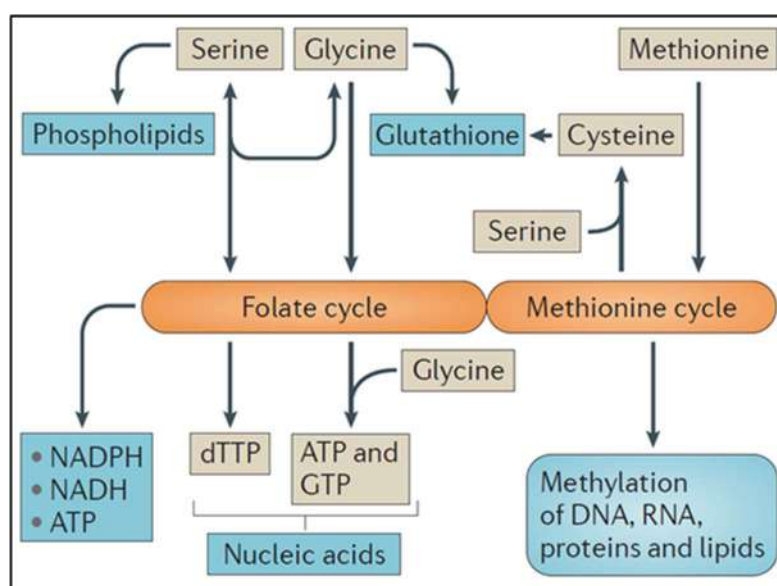 Serine
Glycine
Methionine
Phospholipids
Glutathione
Cysteine
Serine
Folate cycle
Methionine cycle
Glycine
• NADPH
• NADH
• ATP
dTTP
ATP and
GTP
Nucleic acids
Methylation
of DNA, RNA,
proteins and lipids